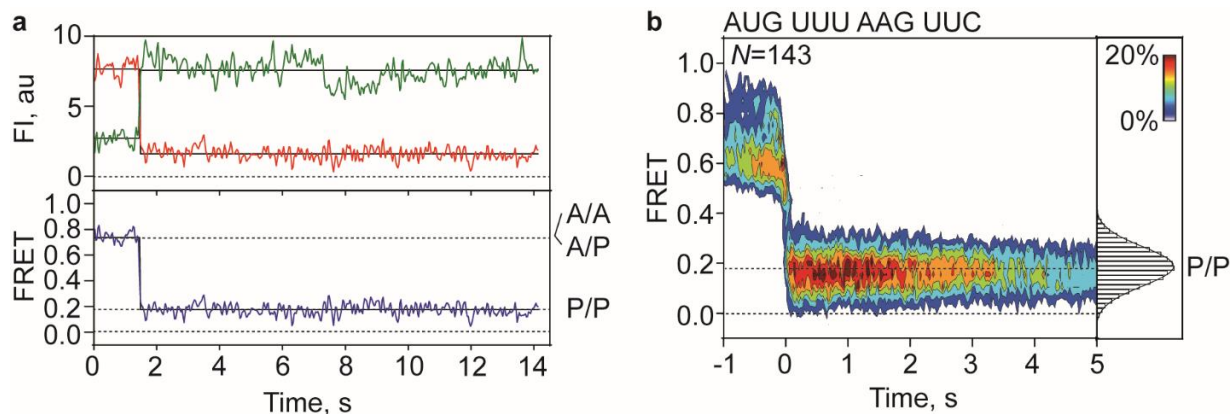 a
10
5
0
FI, au
1.0
0.8
0.6
0.4
0.2
0.0
FRET
A/A
A/P
P/P
0 2 4 6 8 10 12 14
Time, s
b
AUG UUU AAG UUC
N=143
20%
0%
1.0
0.8
0.6
0.4
0.2
0.0
FRET
P/P
-1 0 1 2 3 4 5
Time, s